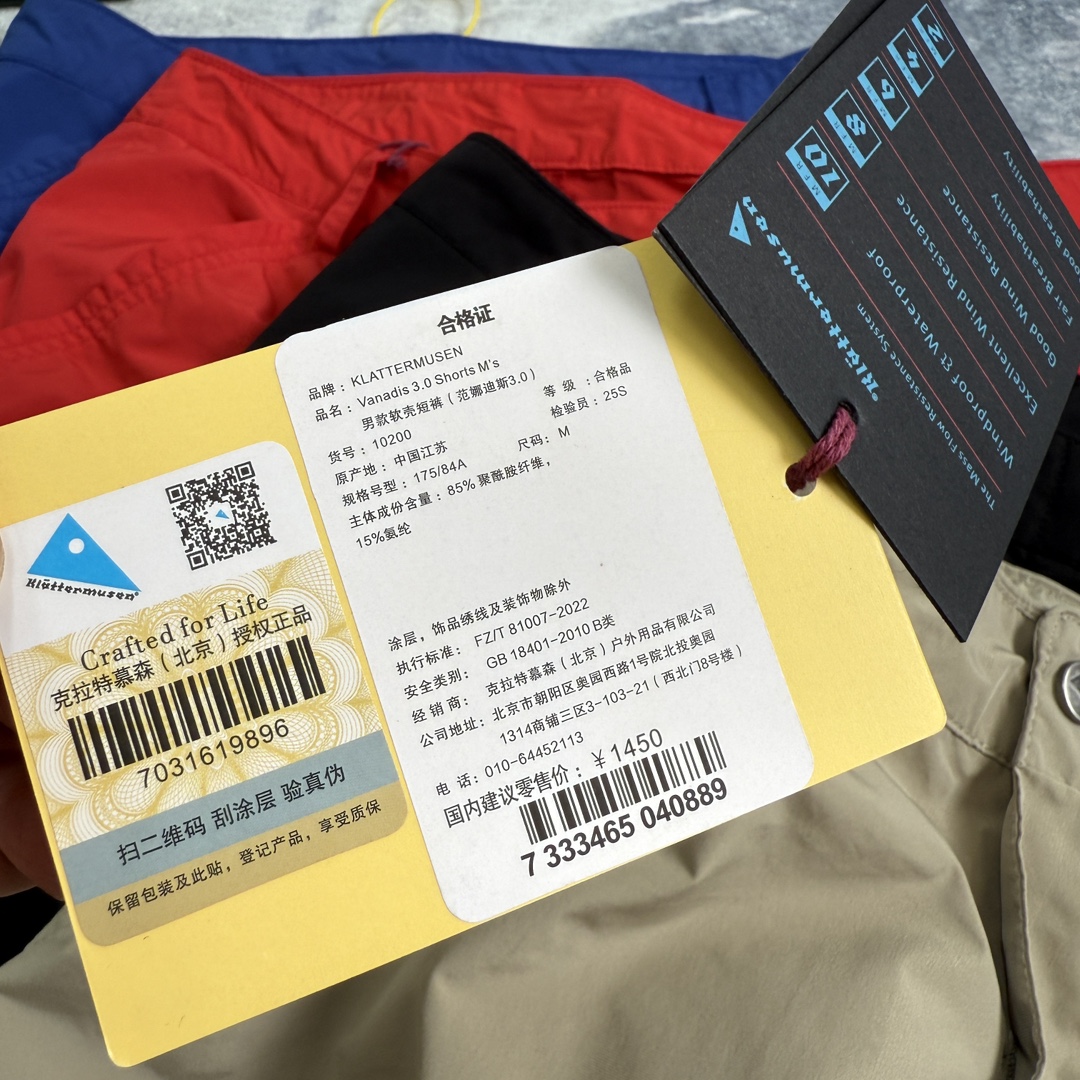 合格证
品牌：KLATTERMUSEN
品名：Vanadis 3.0 Shorts M's
男款软壳短裤（范娜迪斯3.0）
货号：10200
等 级：合格品
原产地：中国江苏
检验员：25S
规格号型：175/84A
尺码：M
主体成份含量：85% 聚酰胺纤维，
15%氨纶
涂层，饰品绣线及装饰物除外
执行标准：FZ/T 81007-2022
安全类别：GB 18401-2010 B类
经 销 商：克拉特慕森（北京）户外用品有限公司
公司地址：北京市朝阳区奥园西路1号院北投奥园
1314商铺三区3-103-21（西北门8号楼）
电 话：010-64452113
国内建议零售价：￥1450
7 333465 040889
Klättermusen
Crafted for Life
克拉特慕森（北京）授权正品
7031619896
扫二维码 刮涂层 验真伪
保留包装及此贴，登记产品，享受质保
Klättermusen
The Mass Flow Resistance System
Windproof & Waterproof
Excellent Wind Resistance
Good Wind Resistance
Fair Breathability
Good Breathability